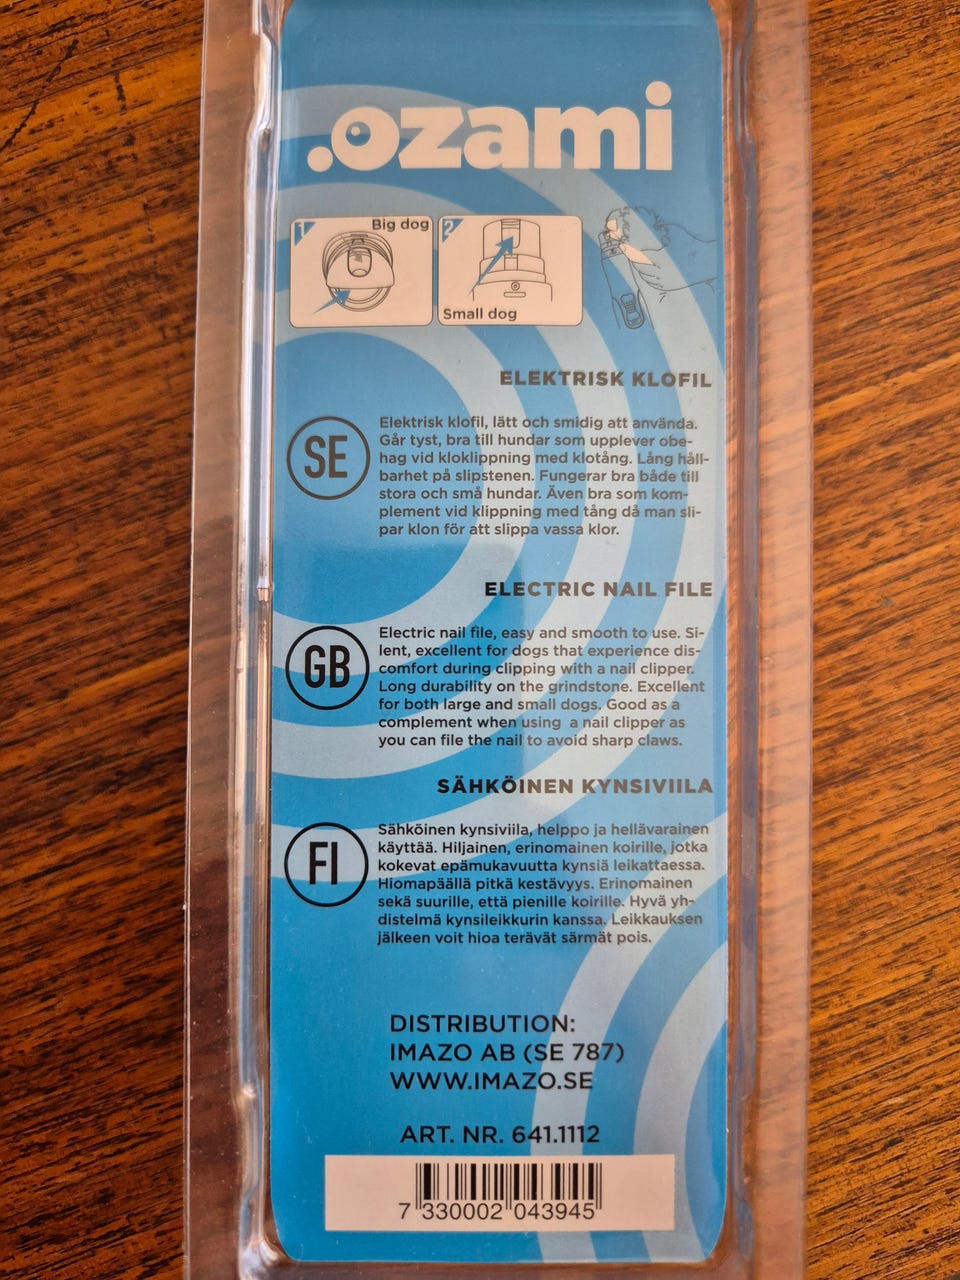 .ozami
1
Big dog
2
Small dog
ELEKTRISK KLOFIL
SE
Elektrisk klofil, lätt och smidig att använda.
Går tyst, bra till hundar som upplever obe-
hag vid kloklippning med klotång. Lång håll-
barhet på slipstenen. Fungerar bra både till
stora och små hundar. Även bra som kom-
plement vid klippning med tång då man sli-
par klon för att slippa vassa klor.
ELECTRIC NAIL FILE
GB
Electric nail file, easy and smooth to use. Si-
lent, excellent for dogs that experience dis-
comfort during clipping with a nail clipper.
Long durability on the grindstone. Excellent
for both large and small dogs. Good as a
complement when using  a nail clipper as
you can file the nail to avoid sharp claws.
SÄHKÖINEN KYNSIVIILA
FI
Sähköinen kynsiviila, helppo ja hellävarainen
käyttää. Hiljainen, erinomainen koirille, jotka
kokevat epämukavuutta kynsiä leikattaessa.
Hiomapäällä pitkä kestävyys. Erinomainen
sekä suurille, että pienille koirille. Hyvä yh-
distelmä kynsileikkurin kanssa. Leikkauksen
jälkeen voit hioa terävät särmät pois.
DISTRIBUTION:
IMAZO AB (SE 787)
WWW.IMAZO.SE
ART. NR. 641.1112
7 330002 043945